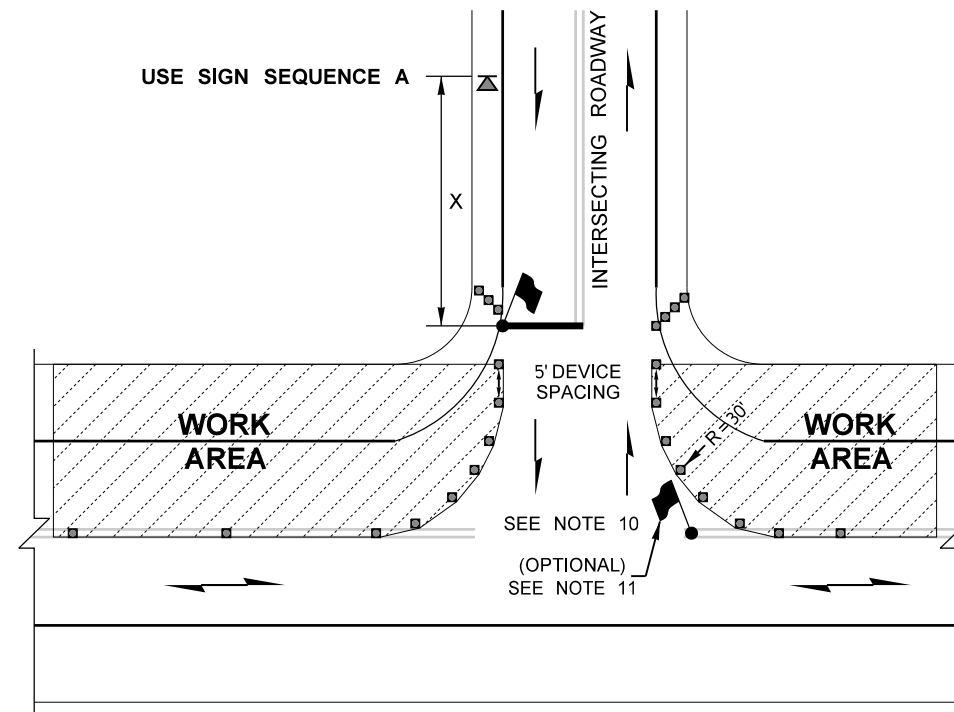 USE SIGN SEQUENCE A
INTERSECTING ROADWAY
X
5' DEVICE
SPACING
WORK
AREA
R=30'
WORK
AREA
SEE NOTE 10
(OPTIONAL)
SEE NOTE 11